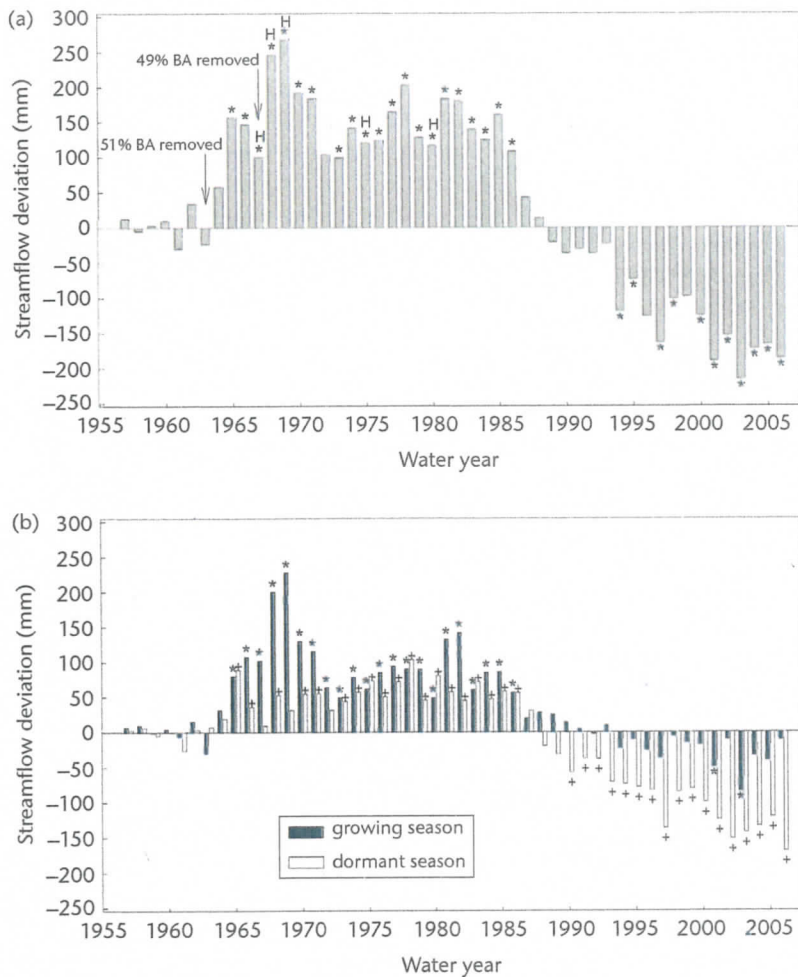 (a)
Streamflow deviation (mm)
300
250
200
150
100
50
0
−50
−100
−150
−200
−250
49% BA removed
51% BA removed
H
H
H
H
H
1955 1960 1965 1970 1975 1980 1985 1990 1995 2000 2005
Water year
(b)
Streamflow deviation (mm)
300
250
200
150
100
50
0
−50
−100
−150
−200
−250
growing season
dormant season
1955 1960 1965 1970 1975 1980 1985 1990 1995 2000 2005
Water year